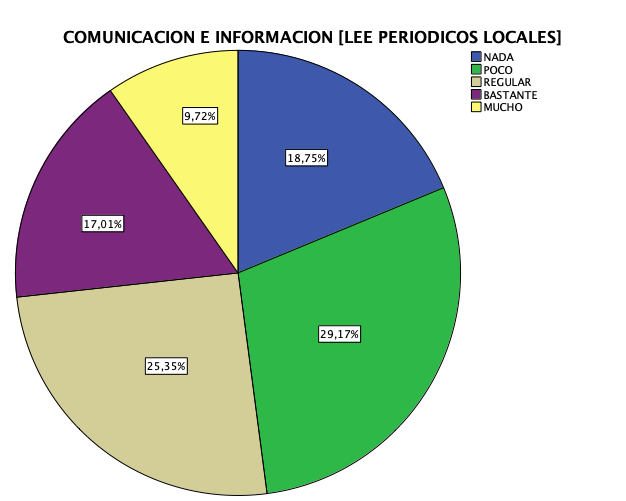 COMUNICACION E INFORMACION [LEE PERIODICOS LOCALES]
NADA
POCO
REGULAR
BASTANTE
MUCHO
9,72%
18,75%
17,01%
29,17%
25,35%